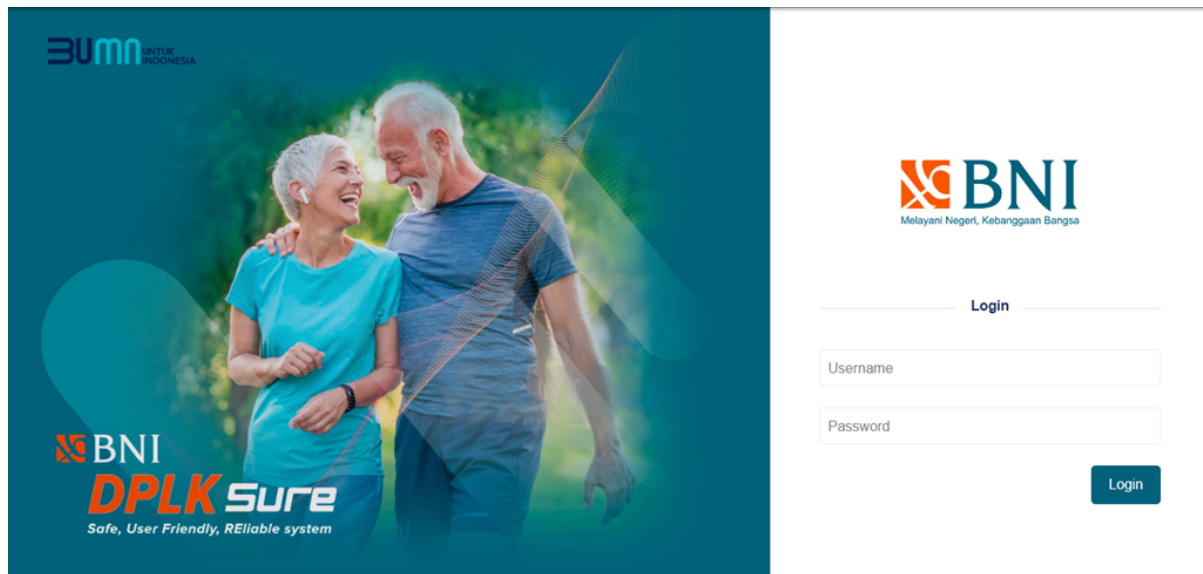 BUMN UNTUK
INDONESIA
BNI
DPLK Sure
Safe, User Friendly, REliable system
BNI
Melayani Negeri, Kebanggaan Bangsa
Login
Username
Password
Login